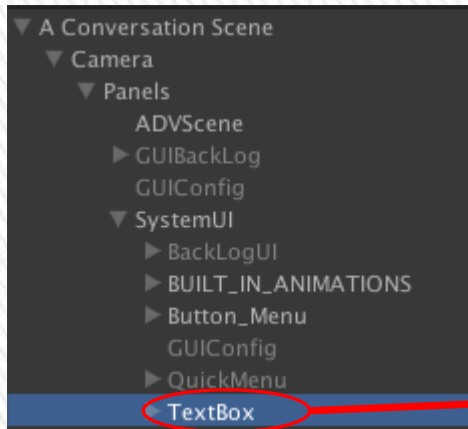 A Conversation Scene
Camera
Panels
ADVScene
GUIBackLog
GUIConfig
SystemUI
BackLogUI
BUILT_IN_ANIMATIONS
Button_Menu
GUIConfig
QuickMenu
TextBox